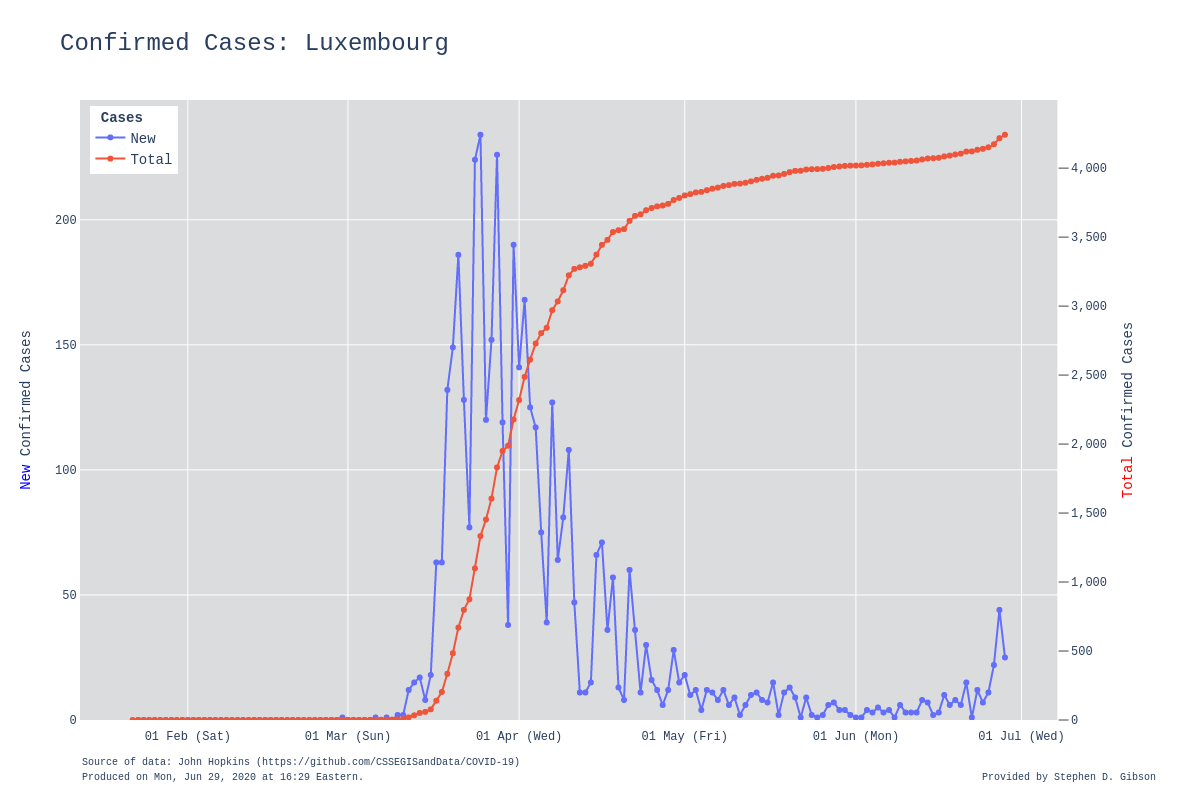 Confirmed Cases: Luxembourg
Cases
New
Total
200
150
100
50
0
New Confirmed Cases
4,000
3,500
3,000
2,500
2,000
1,500
1,000
500
0
Total Confirmed Cases
01 Feb (Sat)
01 Mar (Sun)
01 Apr (Wed)
01 May (Fri)
01 Jun (Mon)
01 Jul (Wed)
Source of data: John Hopkins (https://github.com/CSSEGISandData/COVID-19)
Produced on Mon, Jun 29, 2020 at 16:29 Eastern.
Provided by Stephen D. Gibson